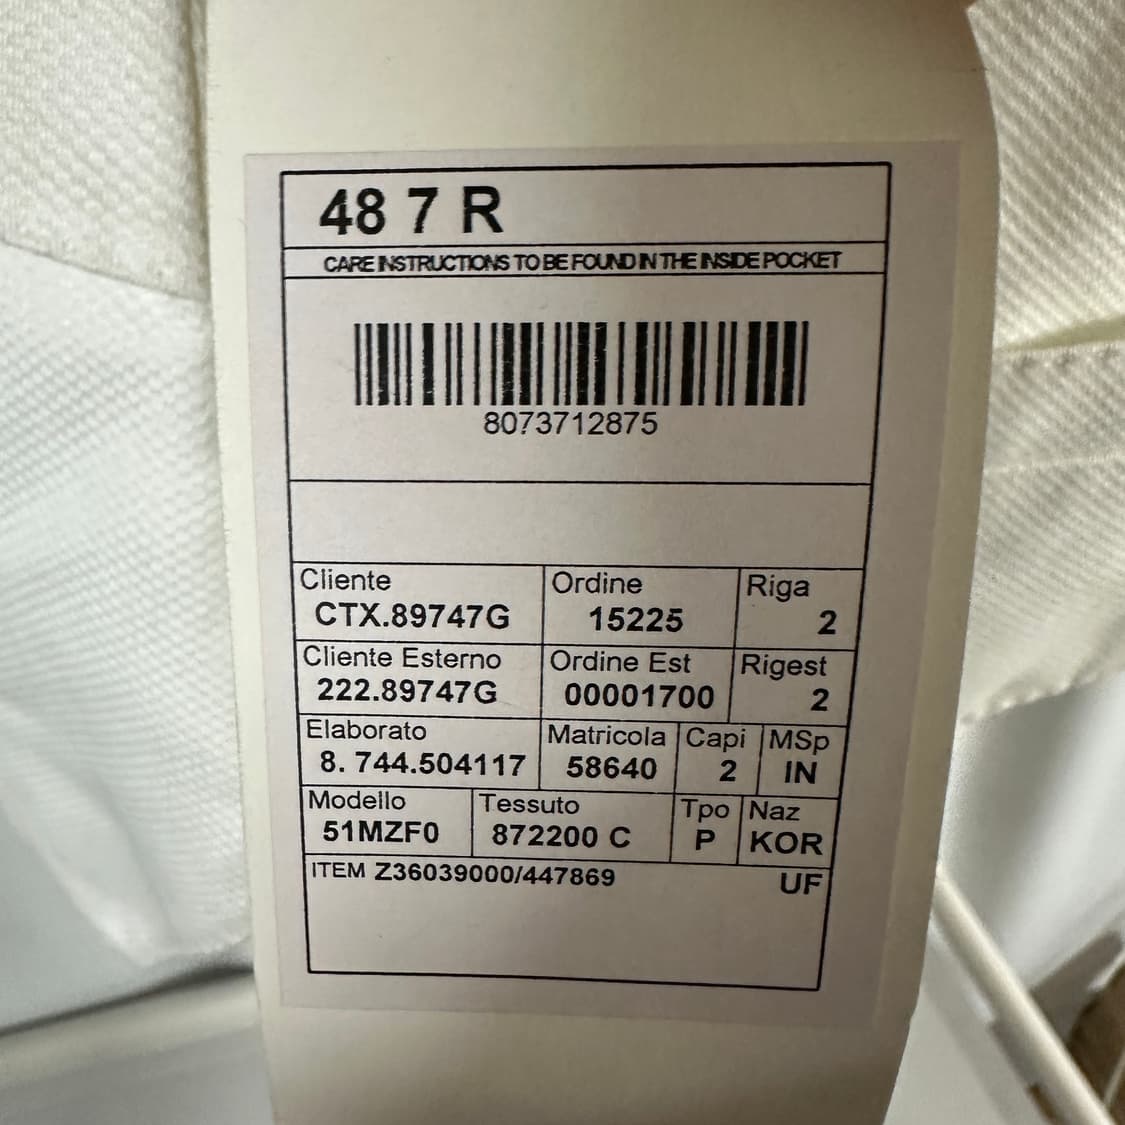 48 7 R
CARE INSTRUCTIONS TO BE FOUND IN THE INSIDE POCKET
8073712875
Cliente Ordine Riga
CTX.89747G 15225 2
Cliente Esterno Ordine Est Rigest
222.89747G 00001700 2
Elaborato Matricola Capi MSp
8. 744.504117 58640 2 IN
Modello Tessuto Tpo Naz
51MZF0 872200 C P KOR
ITEM Z36039000/447869 UF